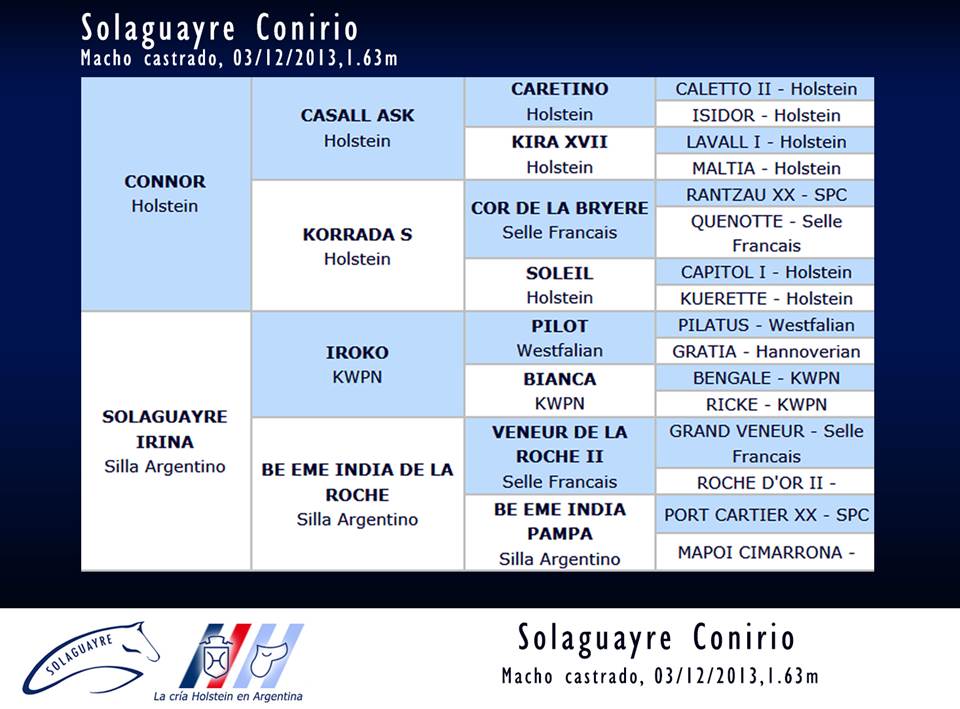 Solaguayre Conirio
Macho castrado, 03/12/2013,1.63m
CONNOR
Holstein
CASALL ASK
Holstein
CARETINO
Holstein
CALETTO II - Holstein
ISIDOR - Holstein
KIRA XVII
Holstein
LAVALL I - Holstein
MALTIA - Holstein
KORRADA S
Holstein
COR DE LA BRYERE
Selle Francais
RANTZAU XX - SPC
QUENOTTE - Selle
Francais
SOLEIL
Holstein
CAPITOL I - Holstein
KUERETTE - Holstein
SOLAGUAYRE
IRINA
Silla Argentino
IROKO
KWPN
PILOT
Westfalian
PILATUS - Westfalian
GRATIA - Hannoverian
BIANCA
KWPN
BENGALE - KWPN
RICKE - KWPN
BE EME INDIA DE LA
ROCHE
Silla Argentino
VENEUR DE LA
ROCHE II
Selle Francais
GRAND VENEUR - Selle
Francais
ROCHE D'OR II -
BE EME INDIA
PAMPA
Silla Argentino
PORT CARTIER XX - SPC
MAPOI CIMARRONA -
SOLAGUAYRE
La cría Holstein en Argentina
Solaguayre Conirio
Macho castrado, 03/12/2013,1.63m